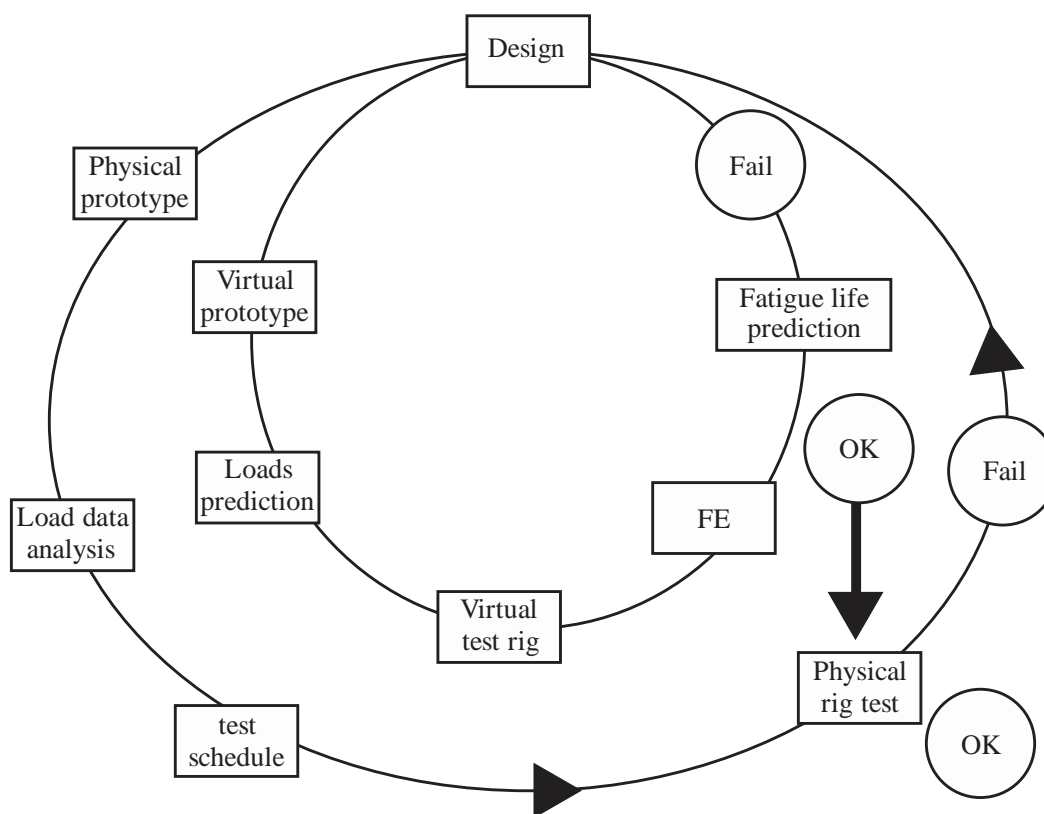 Design
Physical
prototype
Fail
Virtual
prototype
Fatigue life
prediction
OK
Loads
prediction
Fail
Load data
analysis
FE
Virtual
test rig
Physical
rig test
test
schedule
OK